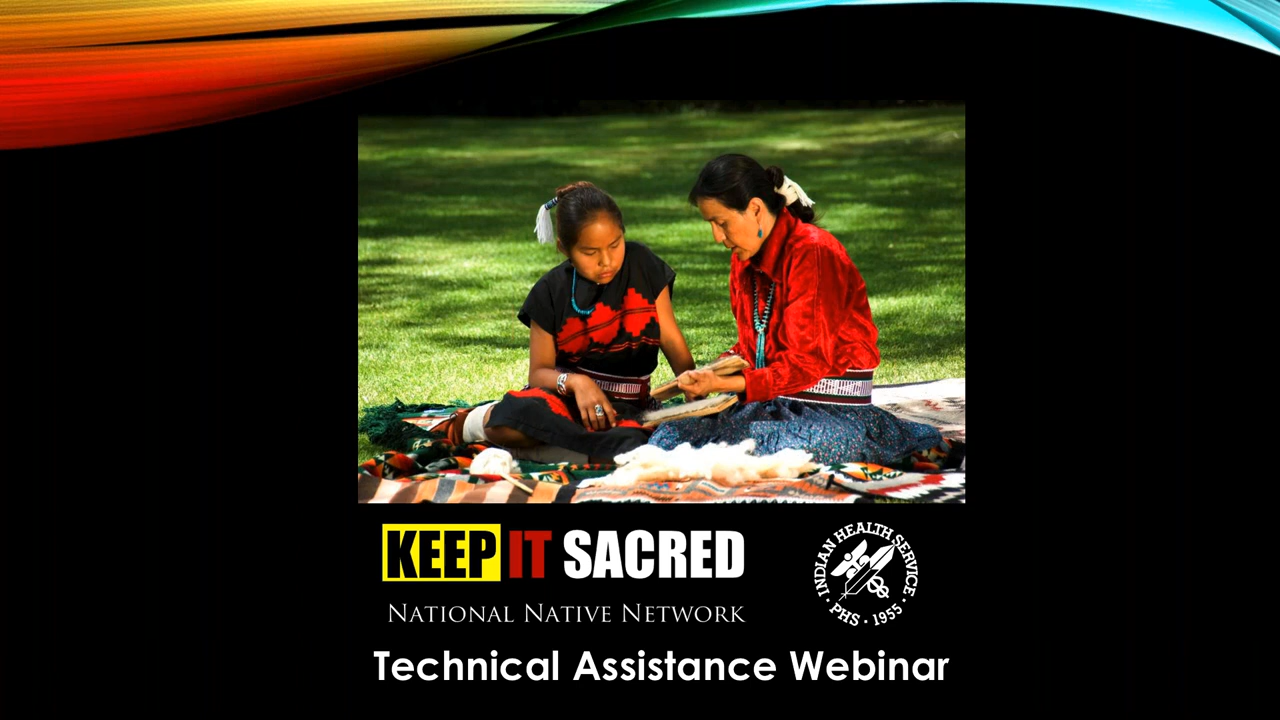 KEEP IT SACRED
NATIONAL NATIVE NETWORK
INDIAN HEALTH SERVICE
· PHS · 1955 ·
Technical Assistance Webinar